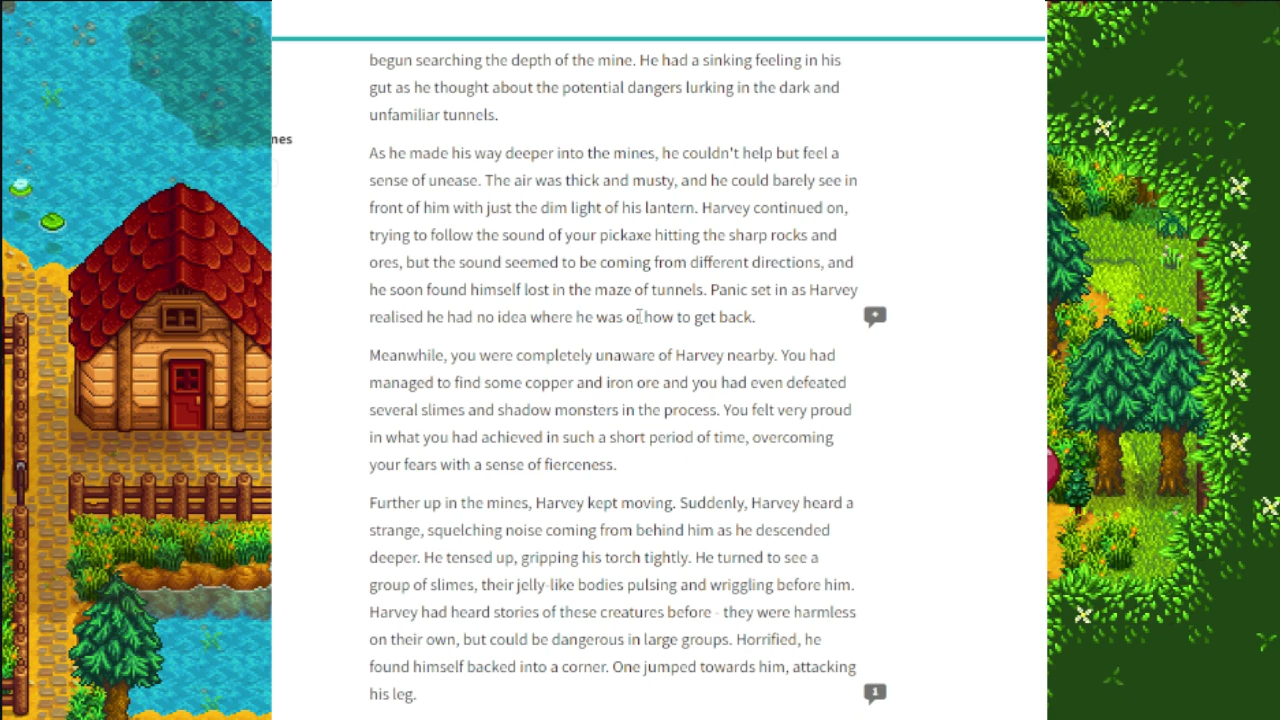 begun searching the depth of the mine. He had a sinking feeling in his
gut as he thought about the potential dangers lurking in the dark and
unfamiliar tunnels.
nes
As he made his way deeper into the mines, he couldn't help but feel a
sense of unease. The air was thick and musty, and he could barely see in
front of him with just the dim light of his lantern. Harvey continued on,
trying to follow the sound of your pickaxe hitting the sharp rocks and
ores, but the sound seemed to be coming from different directions, and
he soon found himself lost in the maze of tunnels. Panic set in as Harvey
realised he had no idea where he was or how to get back.
+
Meanwhile, you were completely unaware of Harvey nearby. You had
managed to find some copper and iron ore and you had even defeated
several slimes and shadow monsters in the process. You felt very proud
in what you had achieved in such a short period of time, overcoming
your fears with a sense of fierceness.
Further up in the mines, Harvey kept moving. Suddenly, Harvey heard a
strange, squelching noise coming from behind him as he descended
deeper. He tensed up, gripping his torch tightly. He turned to see a
group of slimes, their jelly-like bodies pulsing and wriggling before him.
Harvey had heard stories of these creatures before - they were harmless
on their own, but could be dangerous in large groups. Horrified, he
found himself backed into a corner. One jumped towards him, attacking
his leg.
1